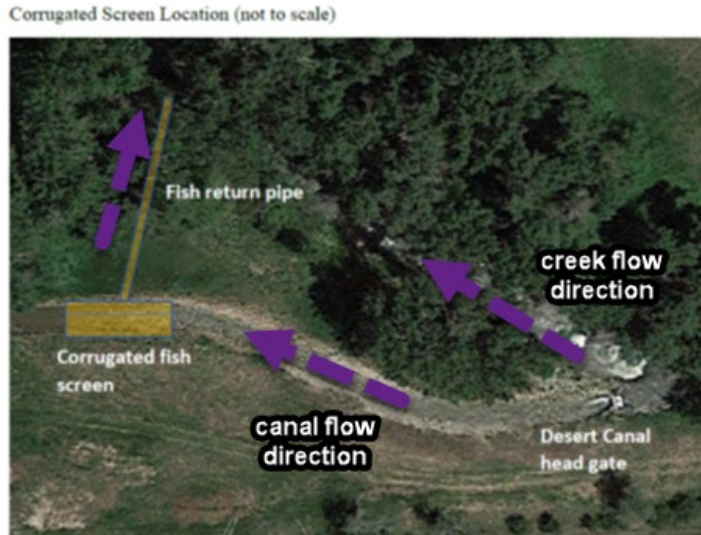 Corrugated Screen Location (not to scale)
Fish return pipe
creek flow
direction
Corrugated fish
screen
canal flow
direction
Desert Canal
head gate